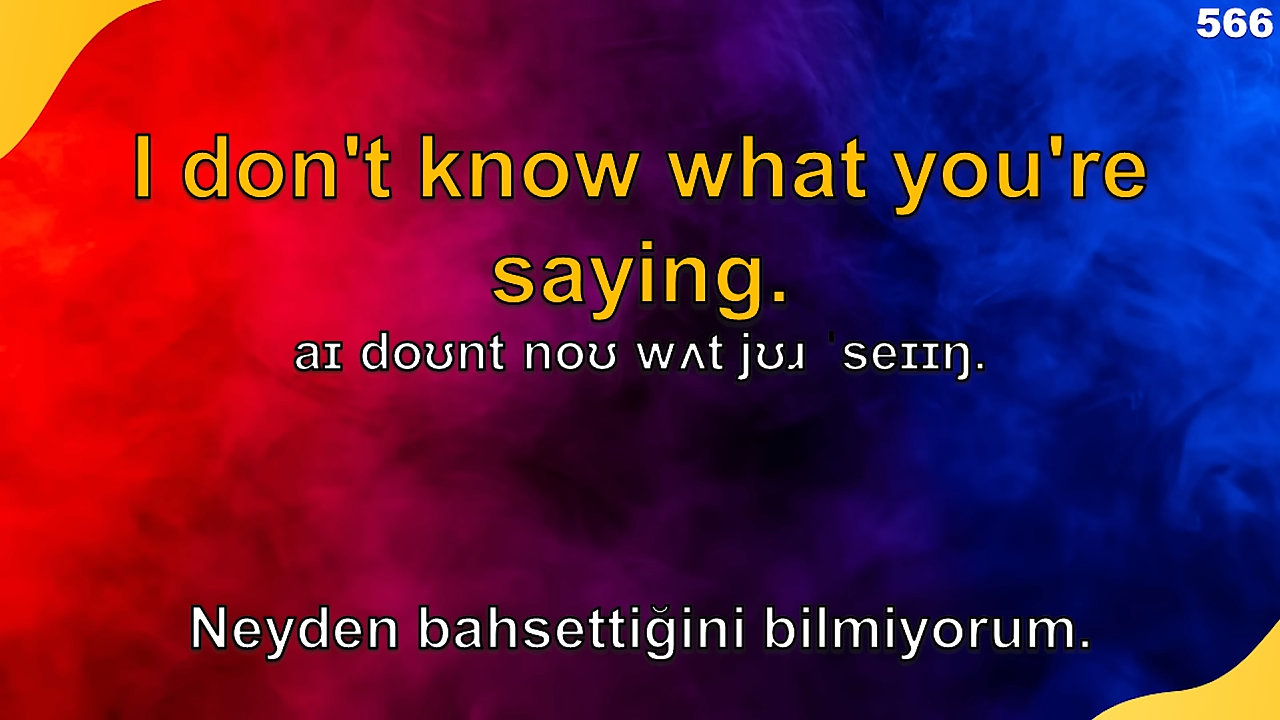 566
I don't know what you're
saying.
aɪ doʊnt noʊ wʌt jʊɹ ˈseɪɪŋ.
Neyden bahsettiğini bilmiyorum.